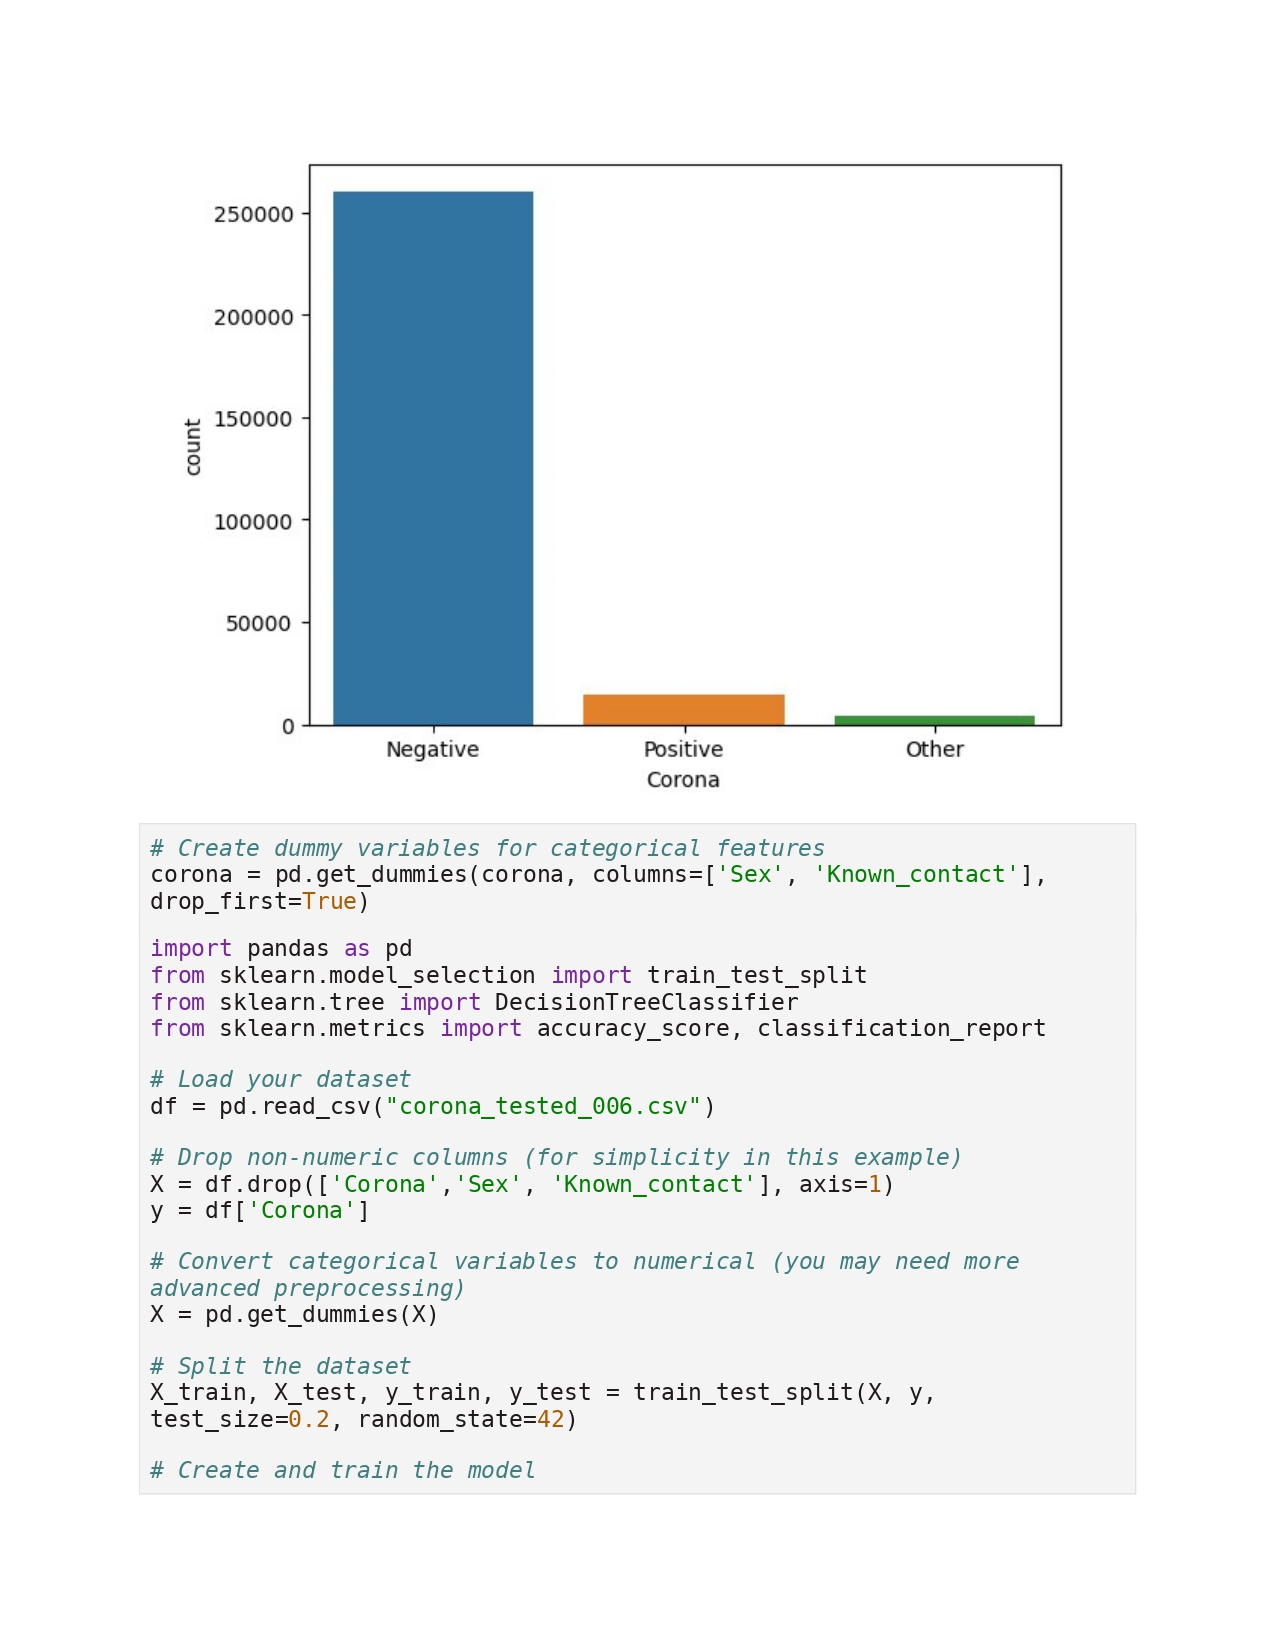 250000
200000
150000
100000
50000
0
count
Negative Positive Other
Corona
# Create dummy variables for categorical features
corona = pd.get_dummies(corona, columns=['Sex', 'Known_contact'],
drop_first=True)
import pandas as pd
from sklearn.model_selection import train_test_split
from sklearn.tree import DecisionTreeClassifier
from sklearn.metrics import accuracy_score, classification_report
# Load your dataset
df = pd.read_csv("corona_tested_006.csv")
# Drop non-numeric columns (for simplicity in this example)
X = df.drop(['Corona','Sex', 'Known_contact'], axis=1)
y = df['Corona']
# Convert categorical variables to numerical (you may need more
advanced preprocessing)
X = pd.get_dummies(X)
# Split the dataset
X_train, X_test, y_train, y_test = train_test_split(X, y,
test_size=0.2, random_state=42)
# Create and train the model